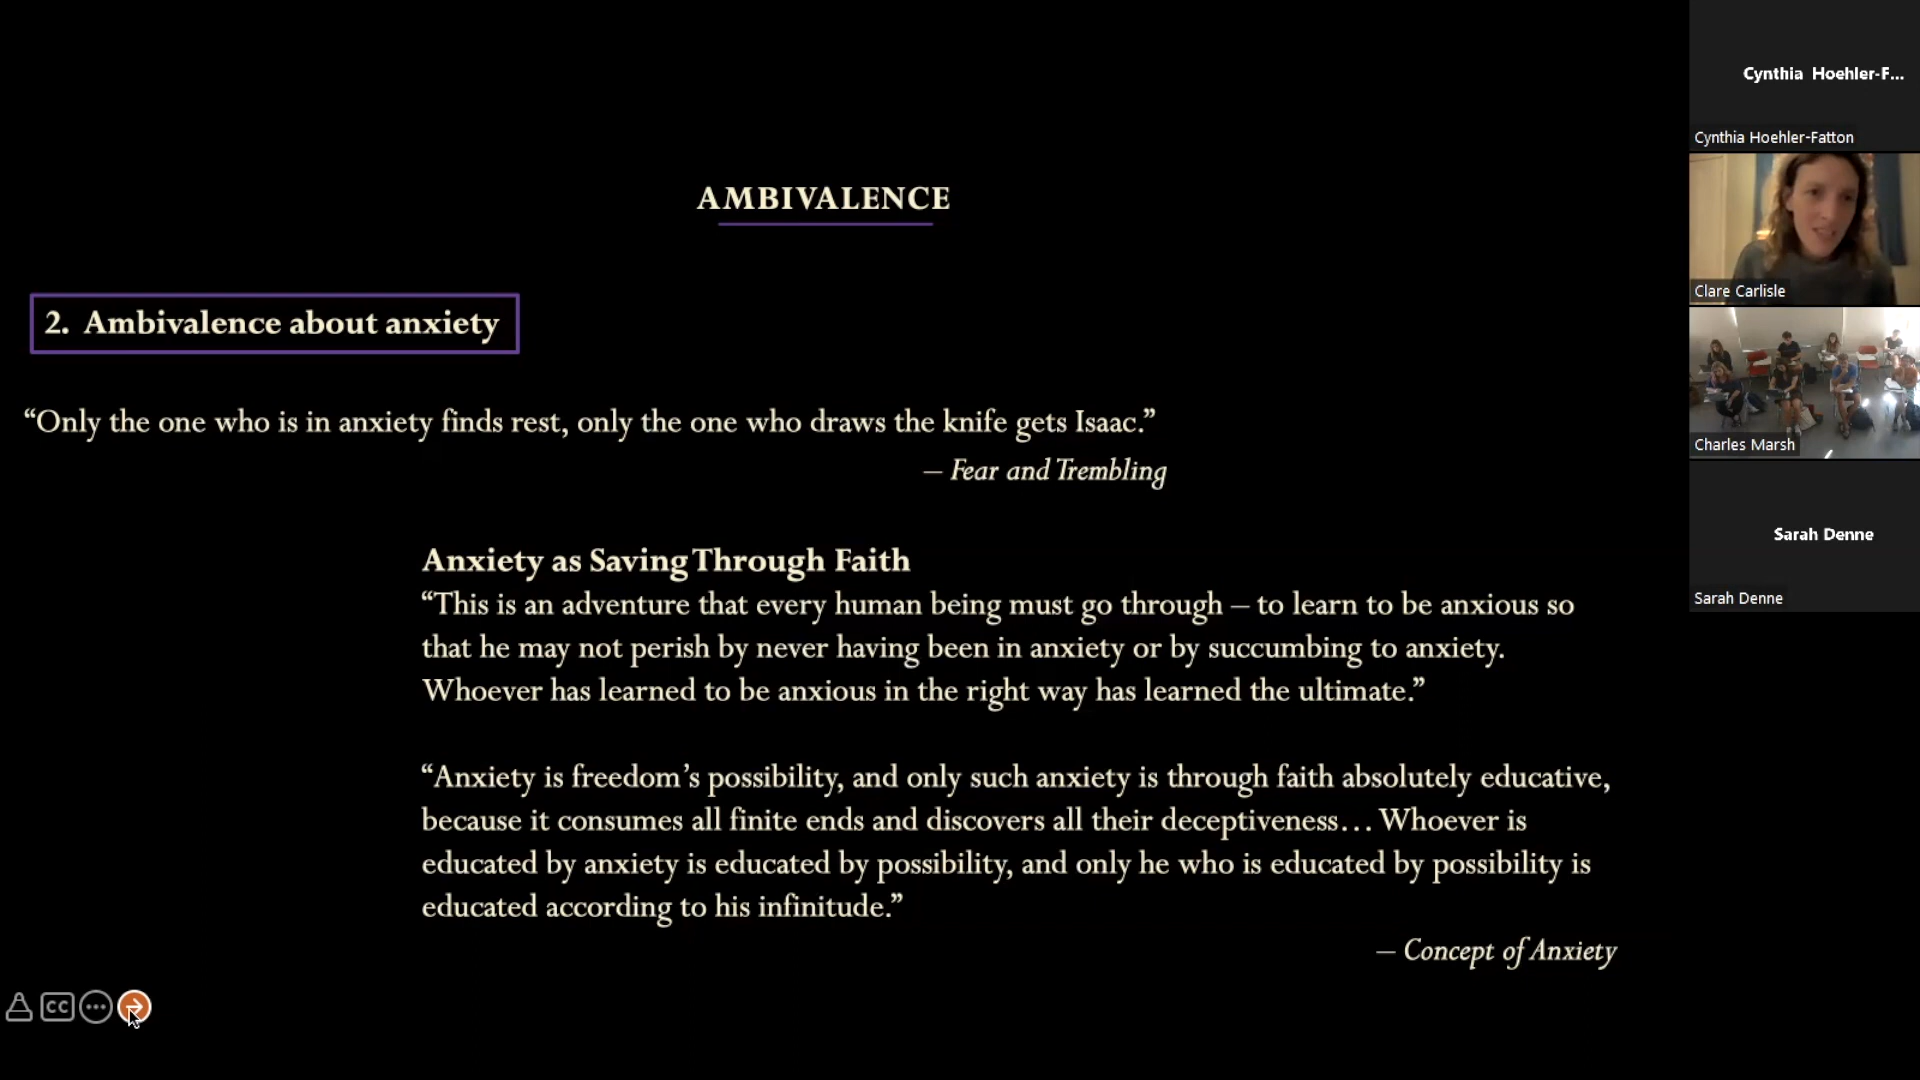 AMBIVALENCE
2. Ambivalence about anxiety
“Only the one who is in anxiety finds rest, only the one who draws the knife gets Isaac.”
– Fear and Trembling
Anxiety as Saving Through Faith
“This is an adventure that every human being must go through – to learn to be anxious so
that he may not perish by never having been in anxiety or by succumbing to anxiety.
Whoever has learned to be anxious in the right way has learned the ultimate.”
“Anxiety is freedom’s possibility, and only such anxiety is through faith absolutely educative,
because it consumes all finite ends and discovers all their deceptiveness… Whoever is
educated by anxiety is educated by possibility, and only he who is educated by possibility is
educated according to his infinitude.”
– Concept of Anxiety
CC
Cynthia Hoehler-F...
Cynthia Hoehler-Fatton
Clare Carlisle
Charles Marsh
Sarah Denne
Sarah Denne